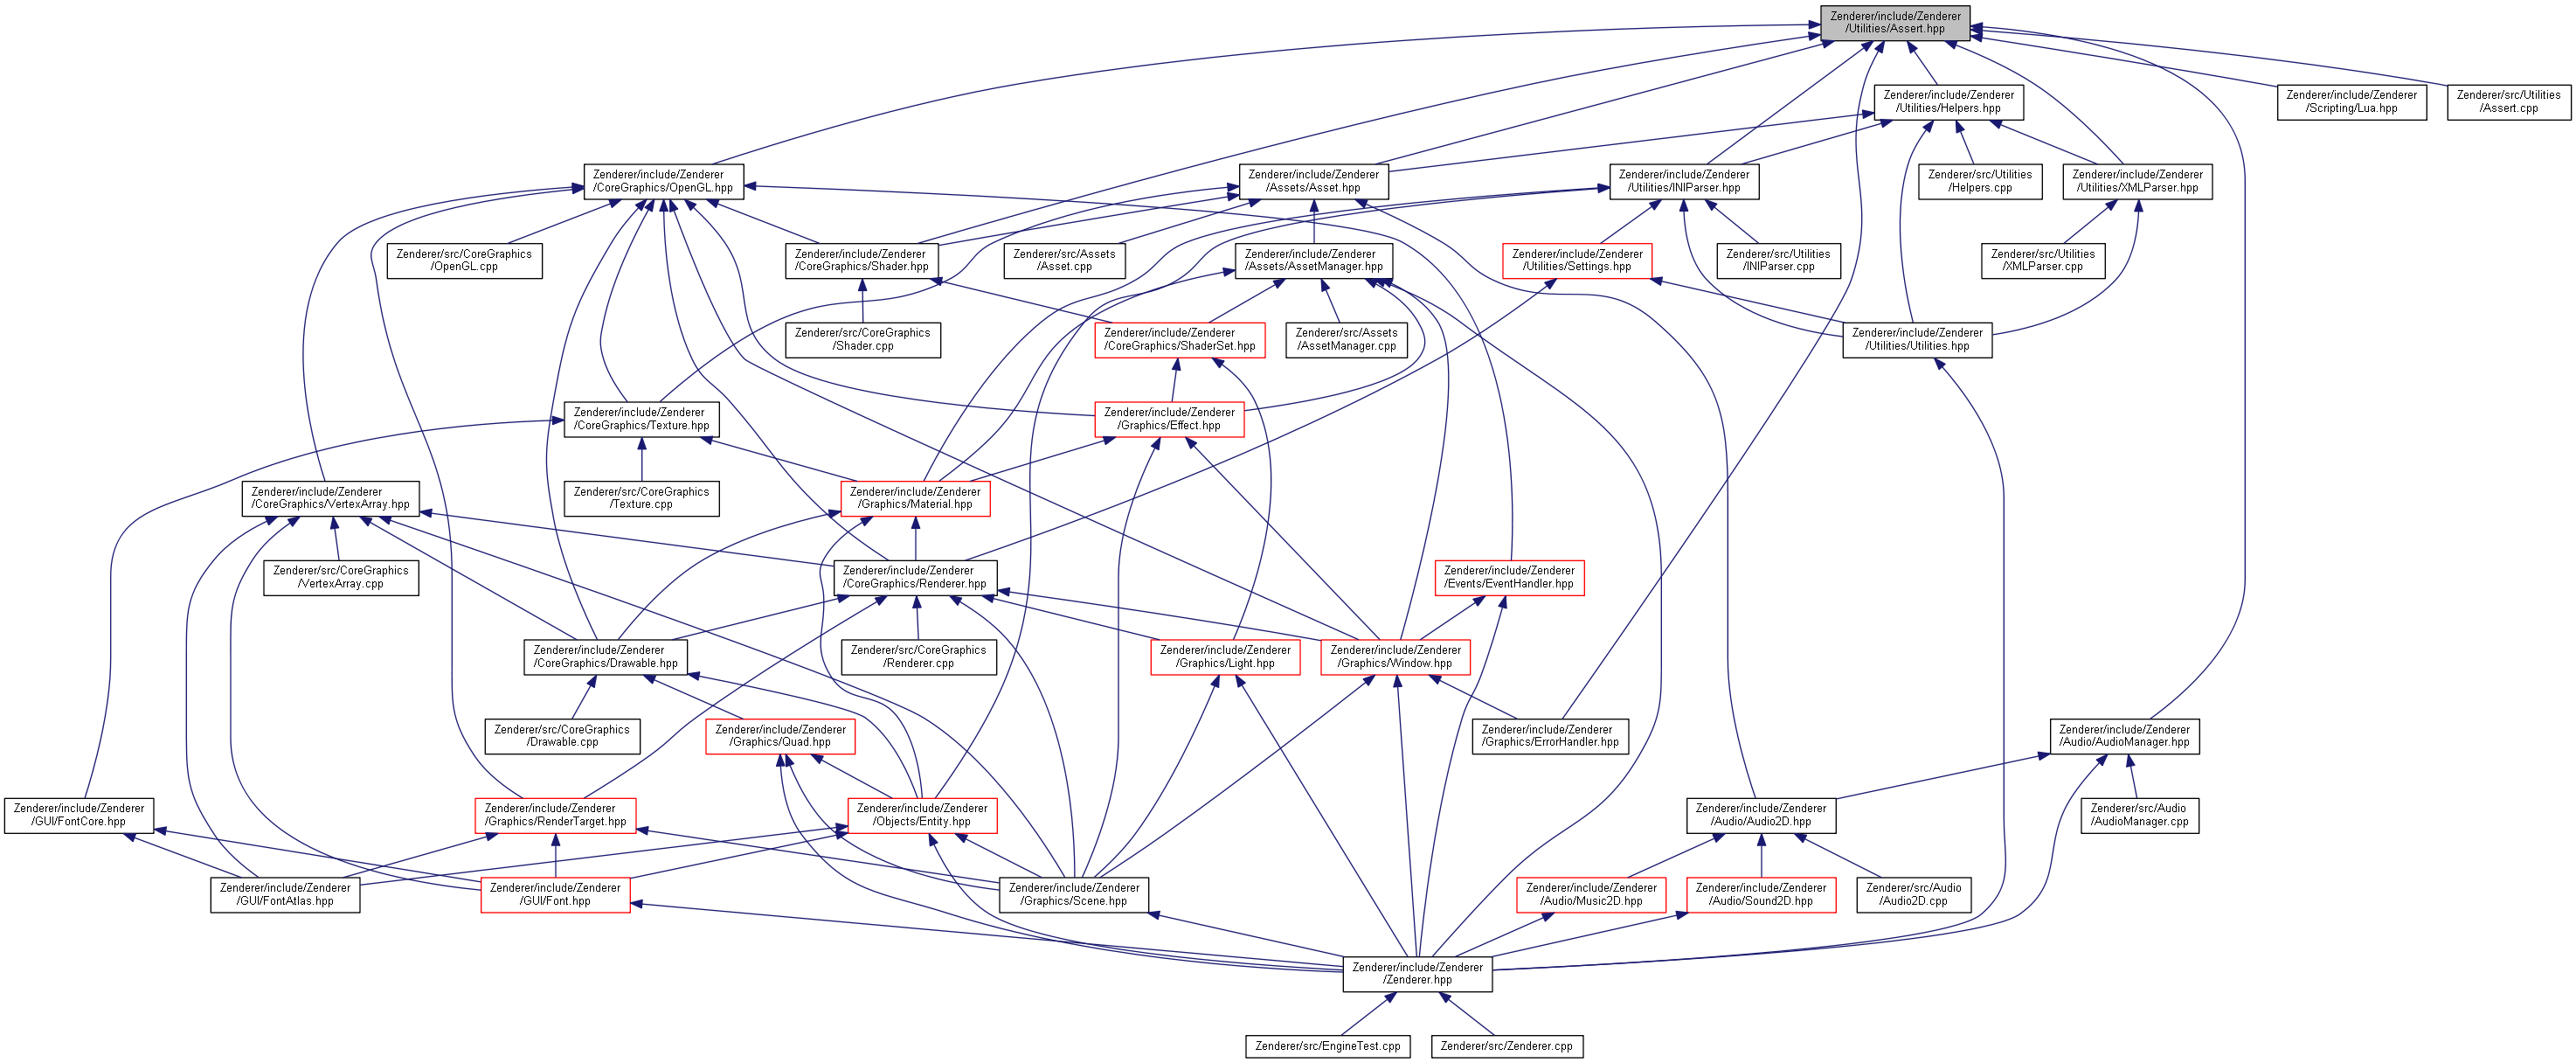 Zenderer/include/Zenderer
/Utilities/Assert.hpp
Zenderer/include/Zenderer
/Utilities/Helpers.hpp
Zenderer/include/Zenderer
/Scripting/Lua.hpp
Zenderer/src/Utilities
/Assert.cpp
Zenderer/include/Zenderer
/CoreGraphics/OpenGL.hpp
Zenderer/include/Zenderer
/Assets/Asset.hpp
Zenderer/include/Zenderer
/Utilities/INIParser.hpp
Zenderer/src/Utilities
/Helpers.cpp
Zenderer/include/Zenderer
/Utilities/XMLParser.hpp
Zenderer/src/CoreGraphics
/OpenGL.cpp
Zenderer/include/Zenderer
/CoreGraphics/Shader.hpp
Zenderer/src/Assets
/Asset.cpp
Zenderer/include/Zenderer
/Assets/AssetManager.hpp
Zenderer/include/Zenderer
/Utilities/Settings.hpp
Zenderer/src/Utilities
/INIParser.cpp
Zenderer/src/Utilities
/XMLParser.cpp
Zenderer/src/CoreGraphics
/Shader.cpp
Zenderer/include/Zenderer
/CoreGraphics/ShaderSet.hpp
Zenderer/src/Assets
/AssetManager.cpp
Zenderer/include/Zenderer
/Utilities/Utilities.hpp
Zenderer/include/Zenderer
/CoreGraphics/Texture.hpp
Zenderer/include/Zenderer
/Graphics/Effect.hpp
Zenderer/include/Zenderer
/CoreGraphics/VertexArray.hpp
Zenderer/src/CoreGraphics
/Texture.cpp
Zenderer/include/Zenderer
/Graphics/Material.hpp
Zenderer/src/CoreGraphics
/VertexArray.cpp
Zenderer/include/Zenderer
/CoreGraphics/Renderer.hpp
Zenderer/include/Zenderer
/Events/EventHandler.hpp
Zenderer/include/Zenderer
/CoreGraphics/Drawable.hpp
Zenderer/src/CoreGraphics
/Renderer.cpp
Zenderer/include/Zenderer
/Graphics/Light.hpp
Zenderer/include/Zenderer
/Graphics/Window.hpp
Zenderer/src/CoreGraphics
/Drawable.cpp
Zenderer/include/Zenderer
/Graphics/Quad.hpp
Zenderer/include/Zenderer
/Graphics/ErrorHandler.hpp
Zenderer/include/Zenderer
/Audio/AudioManager.hpp
Zenderer/include/Zenderer
/GUI/FontCore.hpp
Zenderer/include/Zenderer
/Graphics/RenderTarget.hpp
Zenderer/include/Zenderer
/Objects/Entity.hpp
Zenderer/include/Zenderer
/Audio/Audio2D.hpp
Zenderer/src/Audio
/AudioManager.cpp
Zenderer/include/Zenderer
/GUI/FontAtlas.hpp
Zenderer/include/Zenderer
/GUI/Font.hpp
Zenderer/include/Zenderer
/Graphics/Scene.hpp
Zenderer/include/Zenderer
/Audio/Music2D.hpp
Zenderer/include/Zenderer
/Audio/Sound2D.hpp
Zenderer/src/Audio
/Audio2D.cpp
Zenderer/include/Zenderer
/Zenderer.hpp
Zenderer/src/EngineTest.cpp
Zenderer/src/Zenderer.cpp